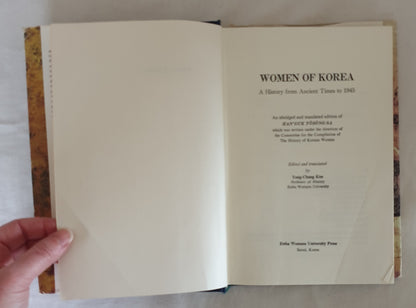 WOMEN OF KOREA
A History from Ancient Times to 1945
An abridged and translated edition of
HAN'GUK YŎSŎNG-SA
which was written under the direction of
the Committee for the Compilation of
The History of Korean Women
Edited and translated
by
Yung-Chung Kim
Professor of History
Ewha Womans University
Ewha Womans University Press
Seoul, Korea